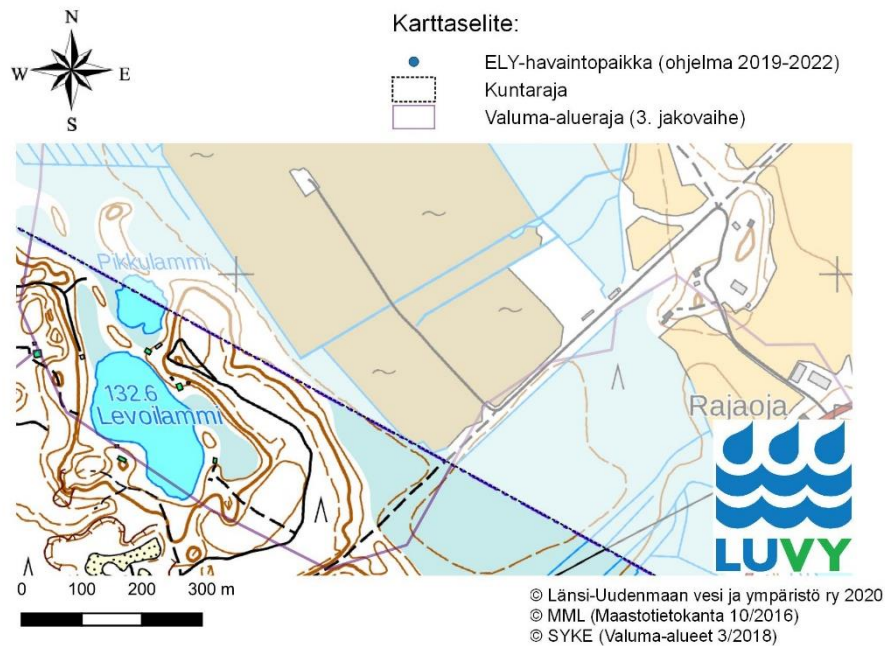 N
W E
S
Karttaselite:
ELY-havaintopaikka (ohjelma 2019-2022)
Kuntaraja
Valuma-alueraja (3. jakovaihe)
Pikkulammi
132.6
Levoilammi
Rajaoja
LUVY
0 100 200 300 m
© Länsi-Uudenmaan vesi ja ympäristö ry 2020
© MML (Maastotietokanta 10/2016)
© SYKE (Valuma-alueet 3/2018)